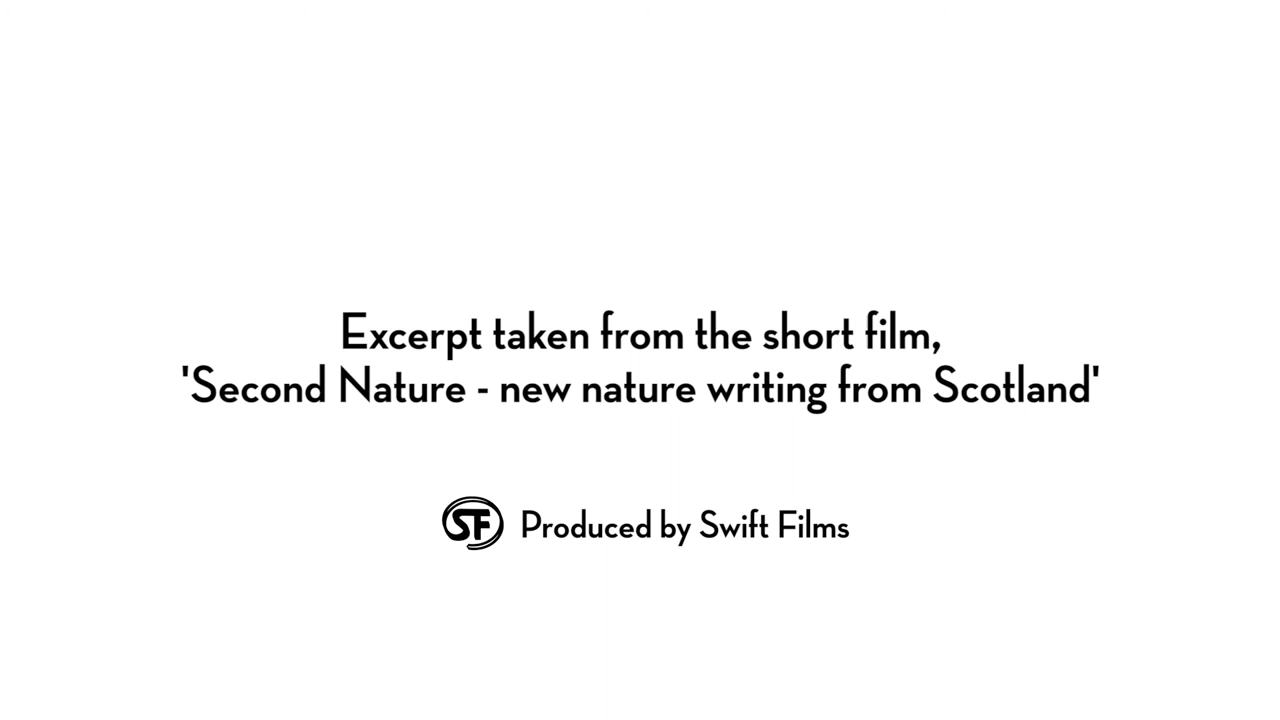 Excerpt taken from the short film,
'Second Nature - new nature writing from Scotland'
SF Produced by Swift Films